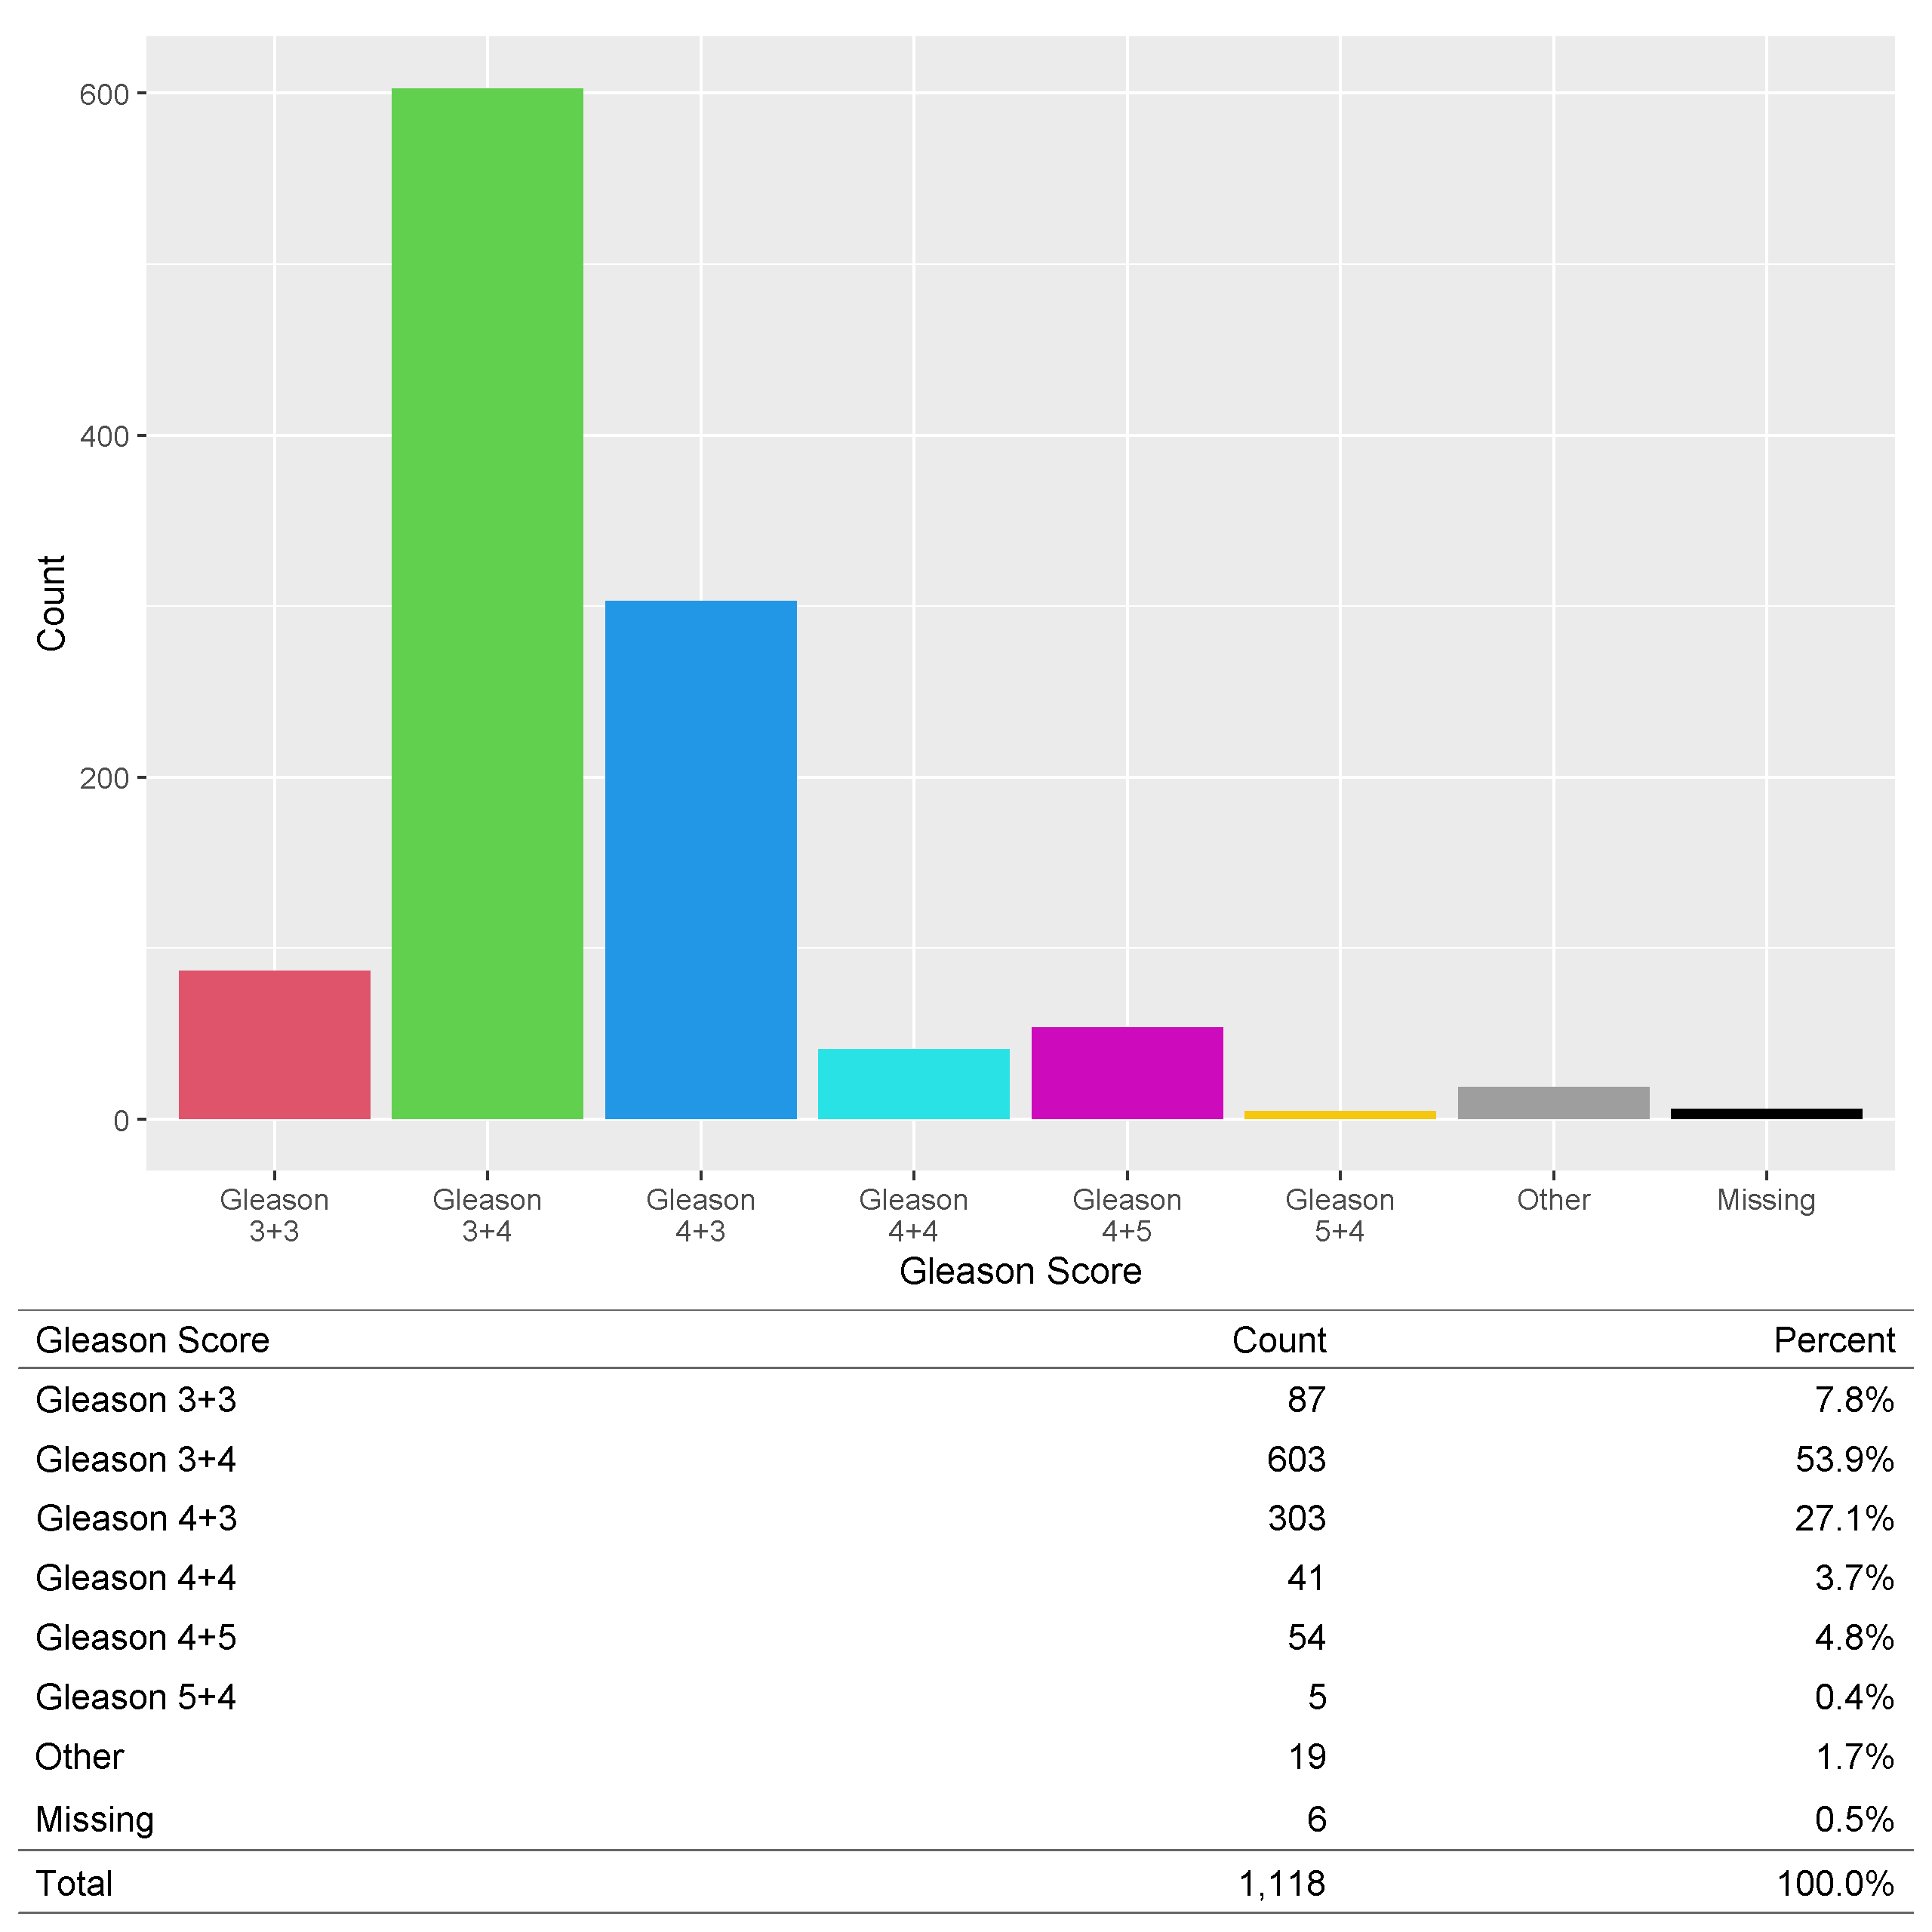 600
400
200
0
Count
Gleason 3+3
Gleason 3+4
Gleason 4+3
Gleason 4+4
Gleason 4+5
Gleason 5+4
Other
Missing
Gleason Score
Gleason Score Count Percent
Gleason 3+3 87 7.8%
Gleason 3+4 603 53.9%
Gleason 4+3 303 27.1%
Gleason 4+4 41 3.7%
Gleason 4+5 54 4.8%
Gleason 5+4 5 0.4%
Other 19 1.7%
Missing 6 0.5%
Total 1,118 100.0%